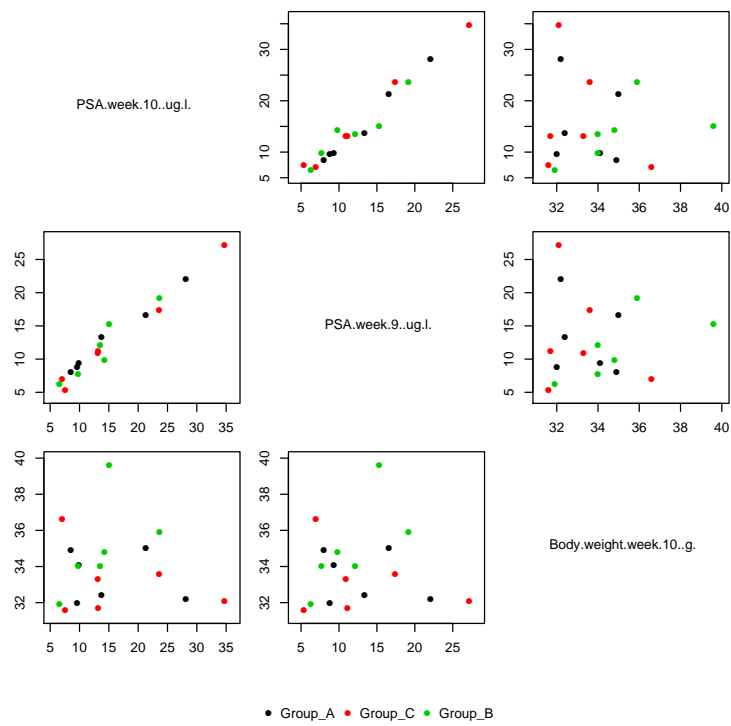 PSA.week.10..ug.l.
30
20
10
5
5 10 15 20 25
30
20
10
5
32 34 36 38 40
25
20
15
10
5
5 10 15 20 25 30 35
PSA.week.9..ug.l.
25
20
15
10
5
32 34 36 38 40
40
38
36
34
32
5 10 15 20 25 30 35
40
38
36
34
32
5 10 15 20 25
Body.weight.week.10..g.
Group_A Group_C Group_B